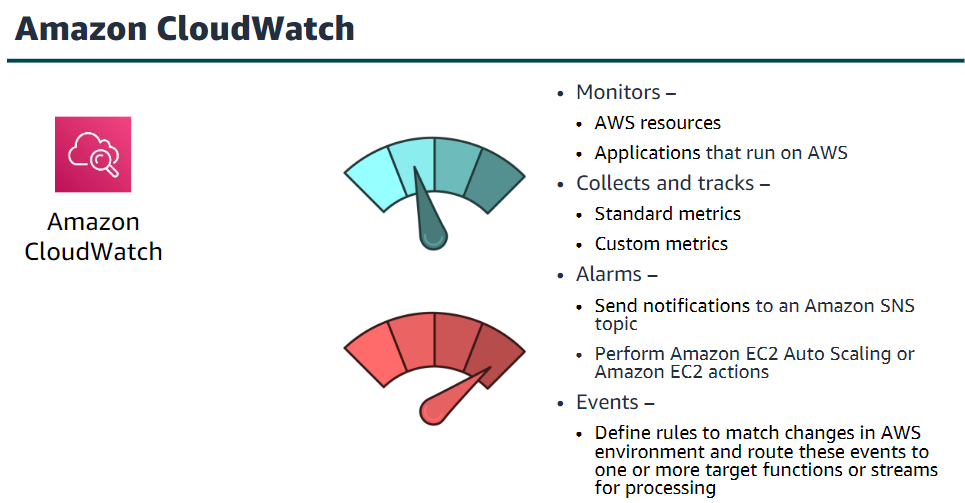 Amazon CloudWatch
Amazon
CloudWatch
• Monitors –
• AWS resources
• Applications that run on AWS
• Collects and tracks –
• Standard metrics
• Custom metrics
• Alarms –
• Send notifications to an Amazon SNS
topic
• Perform Amazon EC2 Auto Scaling or
Amazon EC2 actions
• Events –
• Define rules to match changes in AWS
environment and route these events to
one or more target functions or streams
for processing